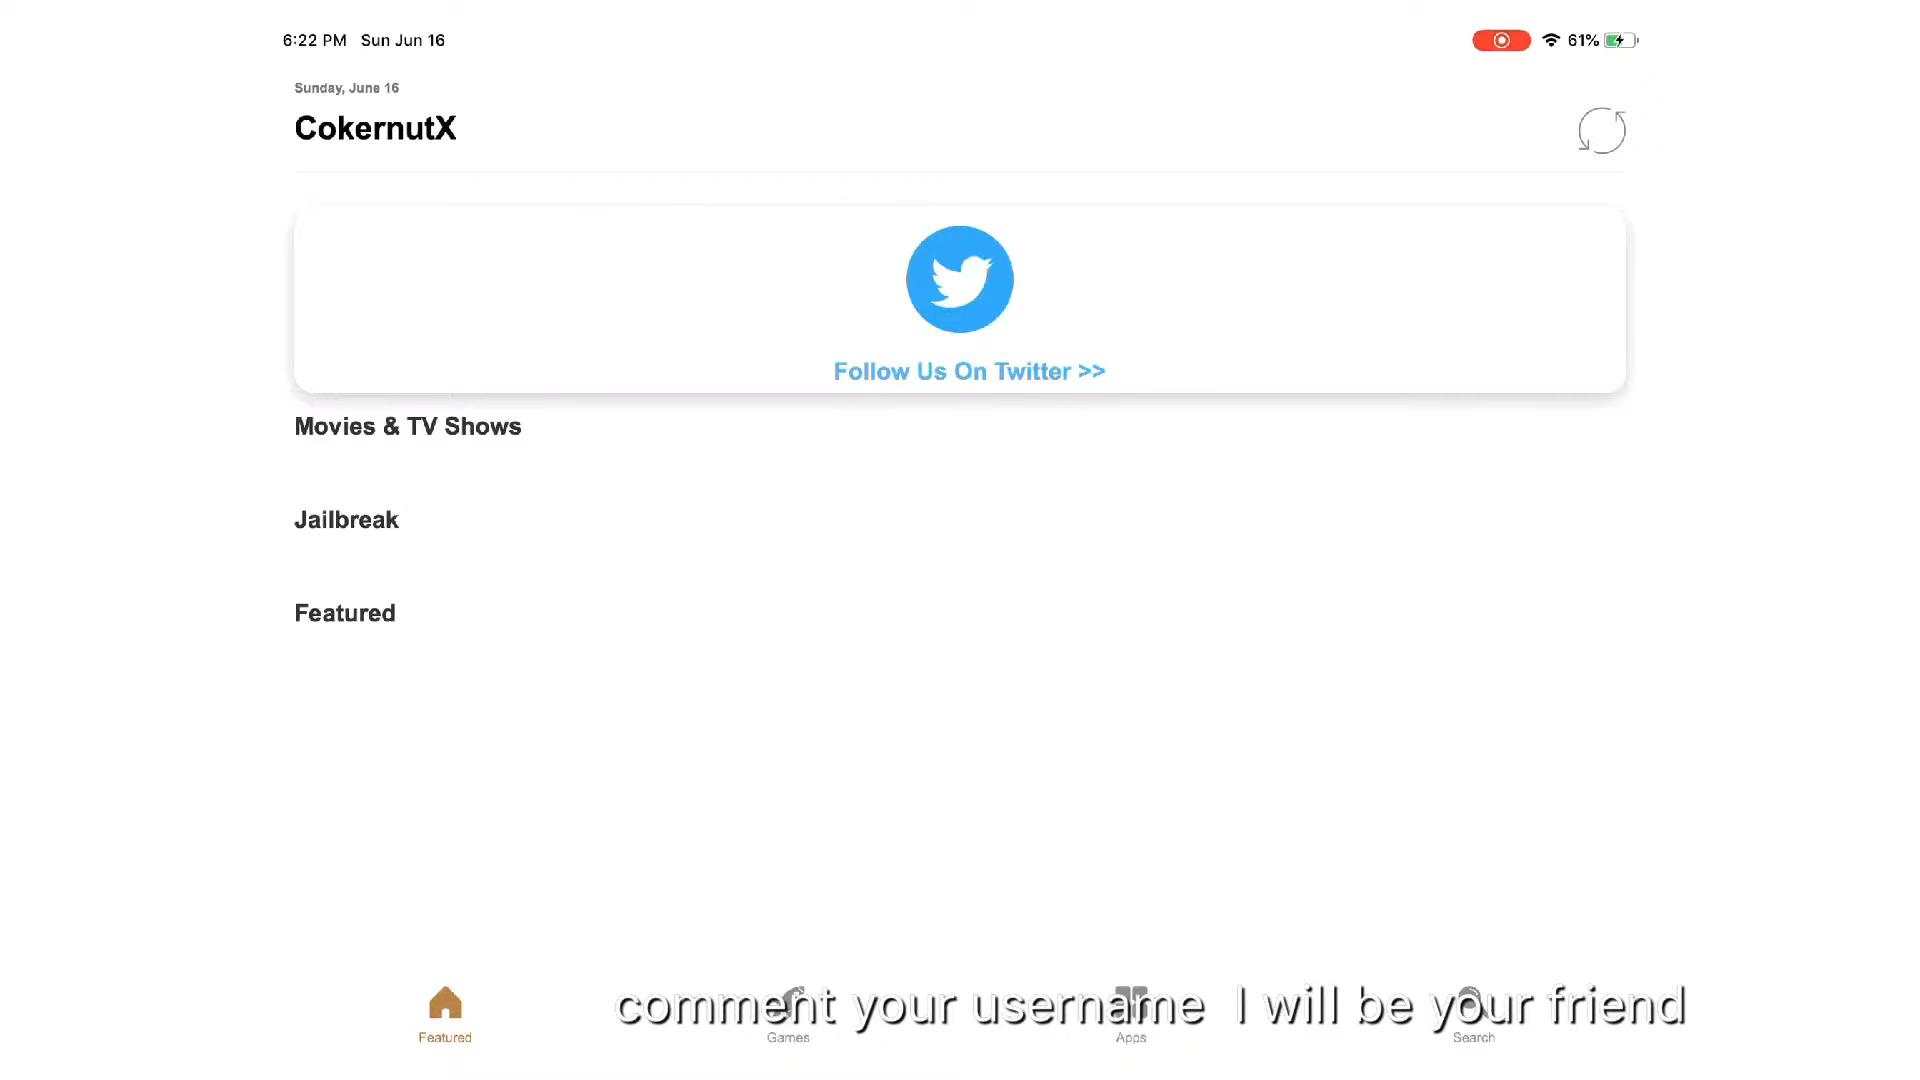 6:22 PM Sun Jun 16
61%
Sunday, June 16
CokernutX
Follow Us On Twitter >>
Movies & TV Shows
Jailbreak
Featured
comment your username I will be your friend
Featured
Games
Apps
Search